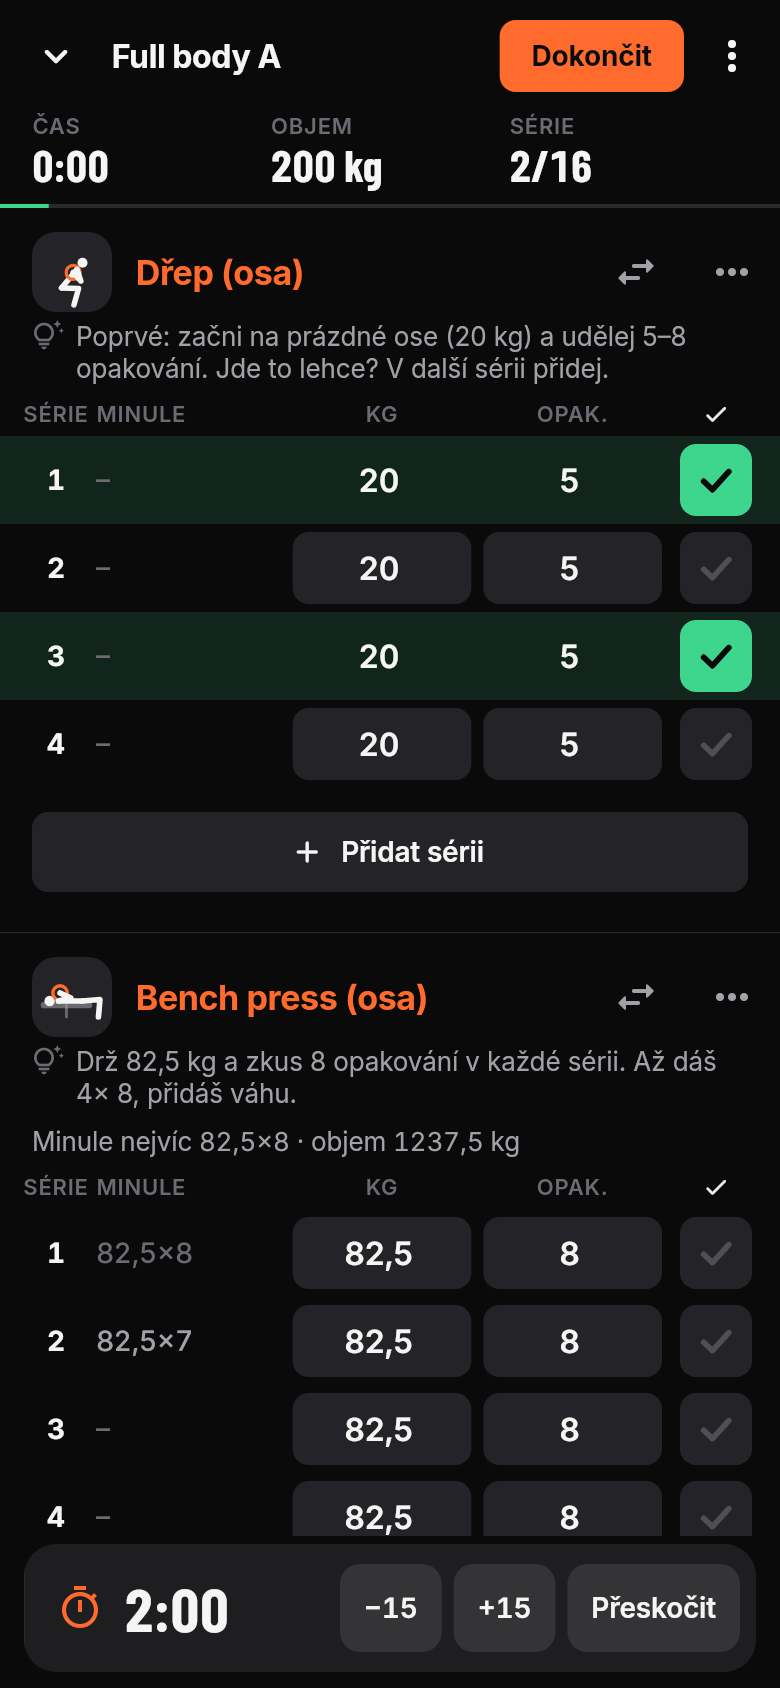 Full body A
Dokončit
ČAS OBJEM SÉRIE
0:00 200 kg 2/16
Dřep (osa)
Poprvé: začni na prázdné ose (20 kg) a udělej 5–8
opakování. Jde to lehce? V další sérii přidej.
SÉRIE MINULE KG OPAK.
1 – 20 5
2 – 20 5
3 – 20 5
4 – 20 5
Přidat sérii
Bench press (osa)
Drž 82,5 kg a zkus 8 opakování v každé sérii. Až dáš
4× 8, přidáš váhu.
Minule nejvíc 82,5×8 · objem 1237,5 kg
SÉRIE MINULE KG OPAK.
1 82,5×8 82,5 8
2 82,5×7 82,5 8
3 – 82,5 8
4 – 82,5 8
2:00 −15 +15 Přeskočit